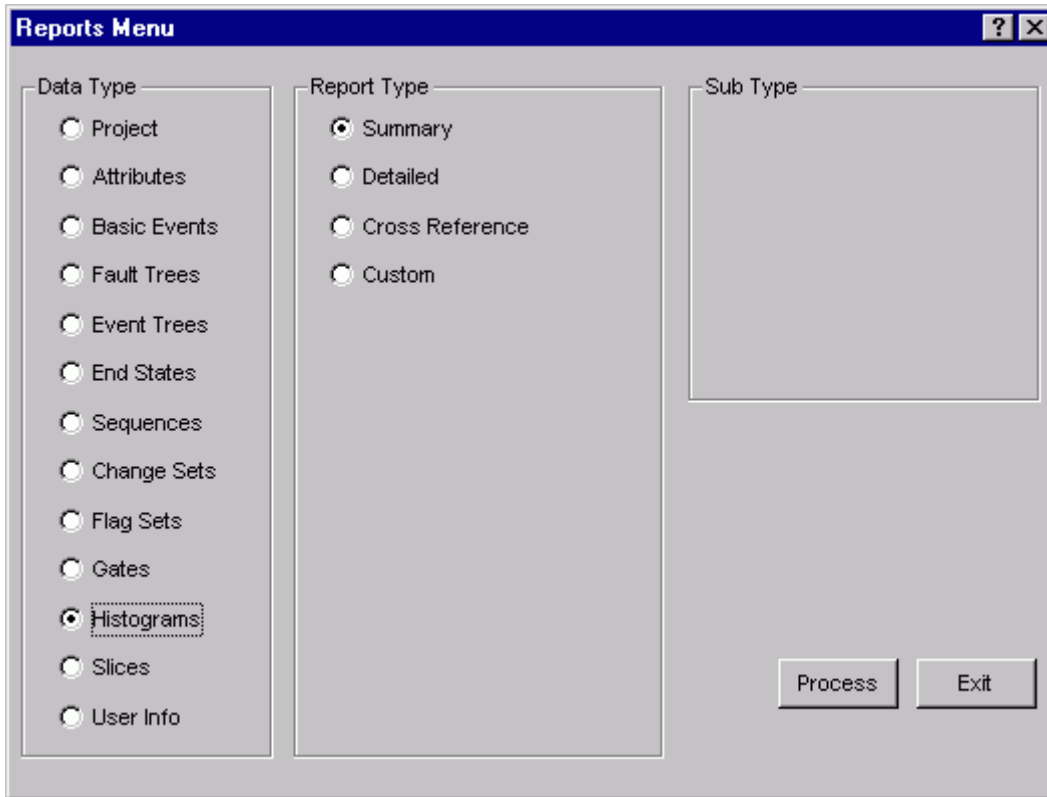 Reports Menu
Data Type
Project
Attributes
Basic Events
Fault Trees
Event Trees
End States
Sequences
Change Sets
Flag Sets
Gates
Histograms
Slices
User Info
Report Type
Summary
Detailed
Cross Reference
Custom
Sub Type
Process
Exit